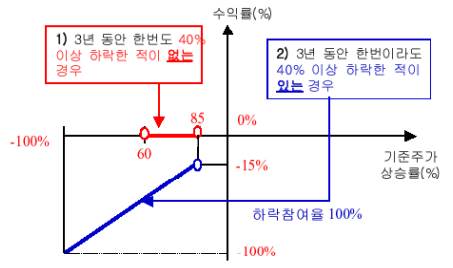 수익률(%)
1) 3년 동안 한번도 40%
이상 하락한 적이 없는
경우
2) 3년 동안 한번이라도
40% 이상 하락한 적이
있는 경우
85
0%
-100%
60
-15%
기준주가
상승률(%)
하락참여율 100%
-100%